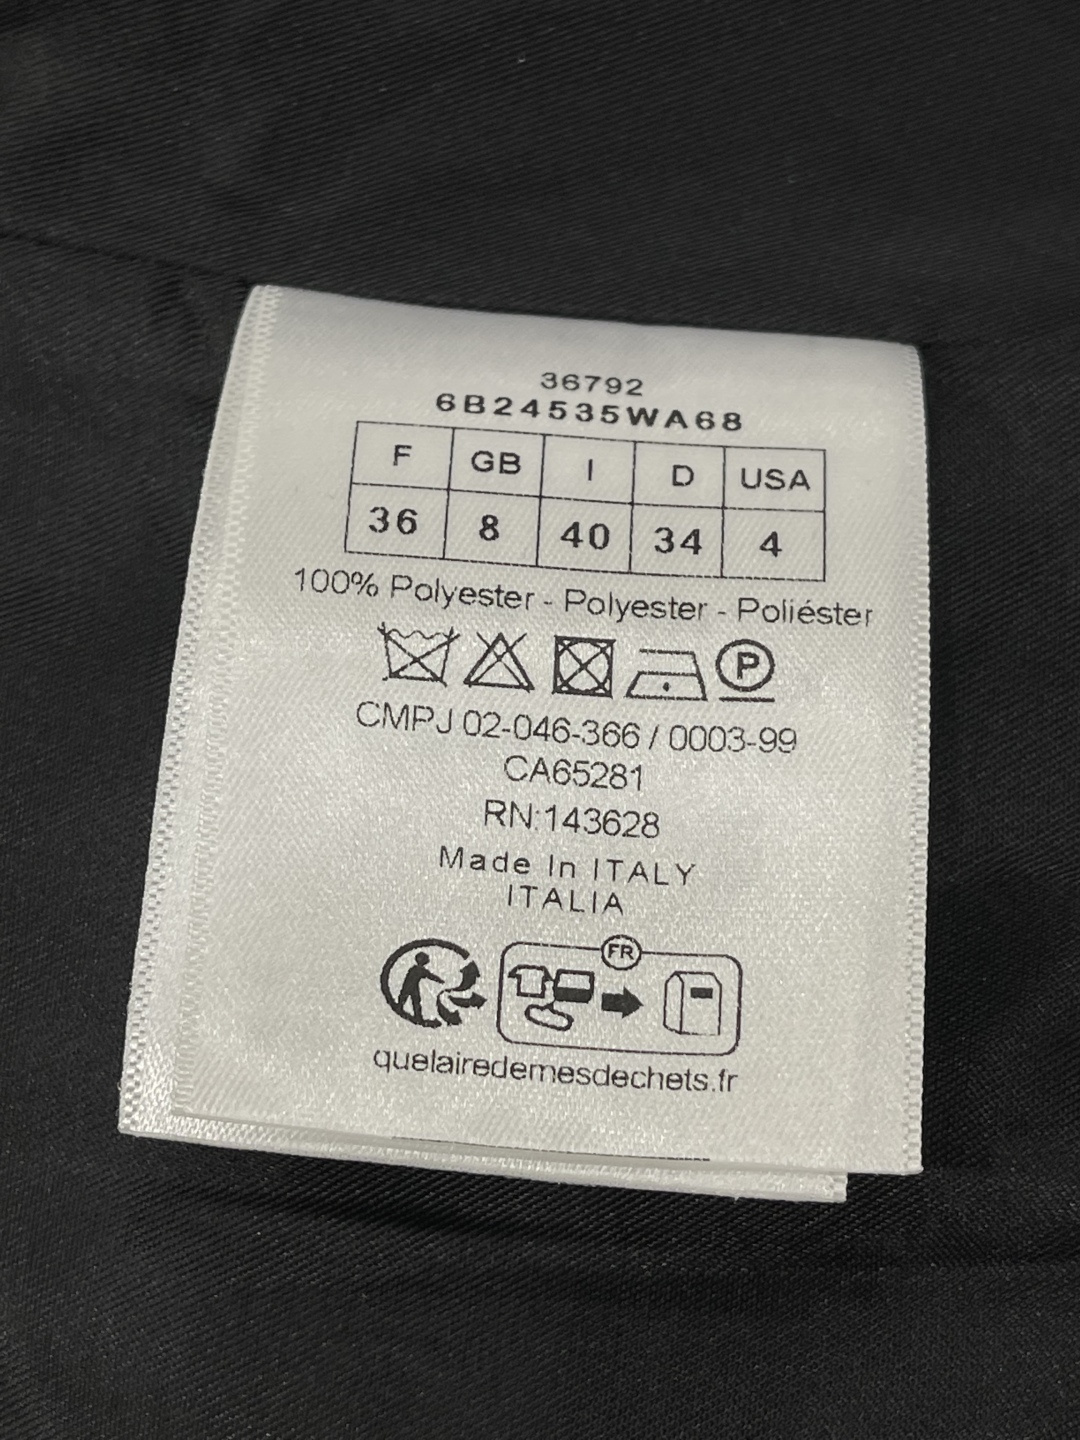 36792
6B24535WA68
F GB I D USA
36 8 40 34 4
100% Polyester - Polyester - Poliéster
P
CMPJ 02-046-366 / 0003-99
CA65281
RN:143628
Made In ITALY
ITALIA
FR
quelairedemesdechets.fr